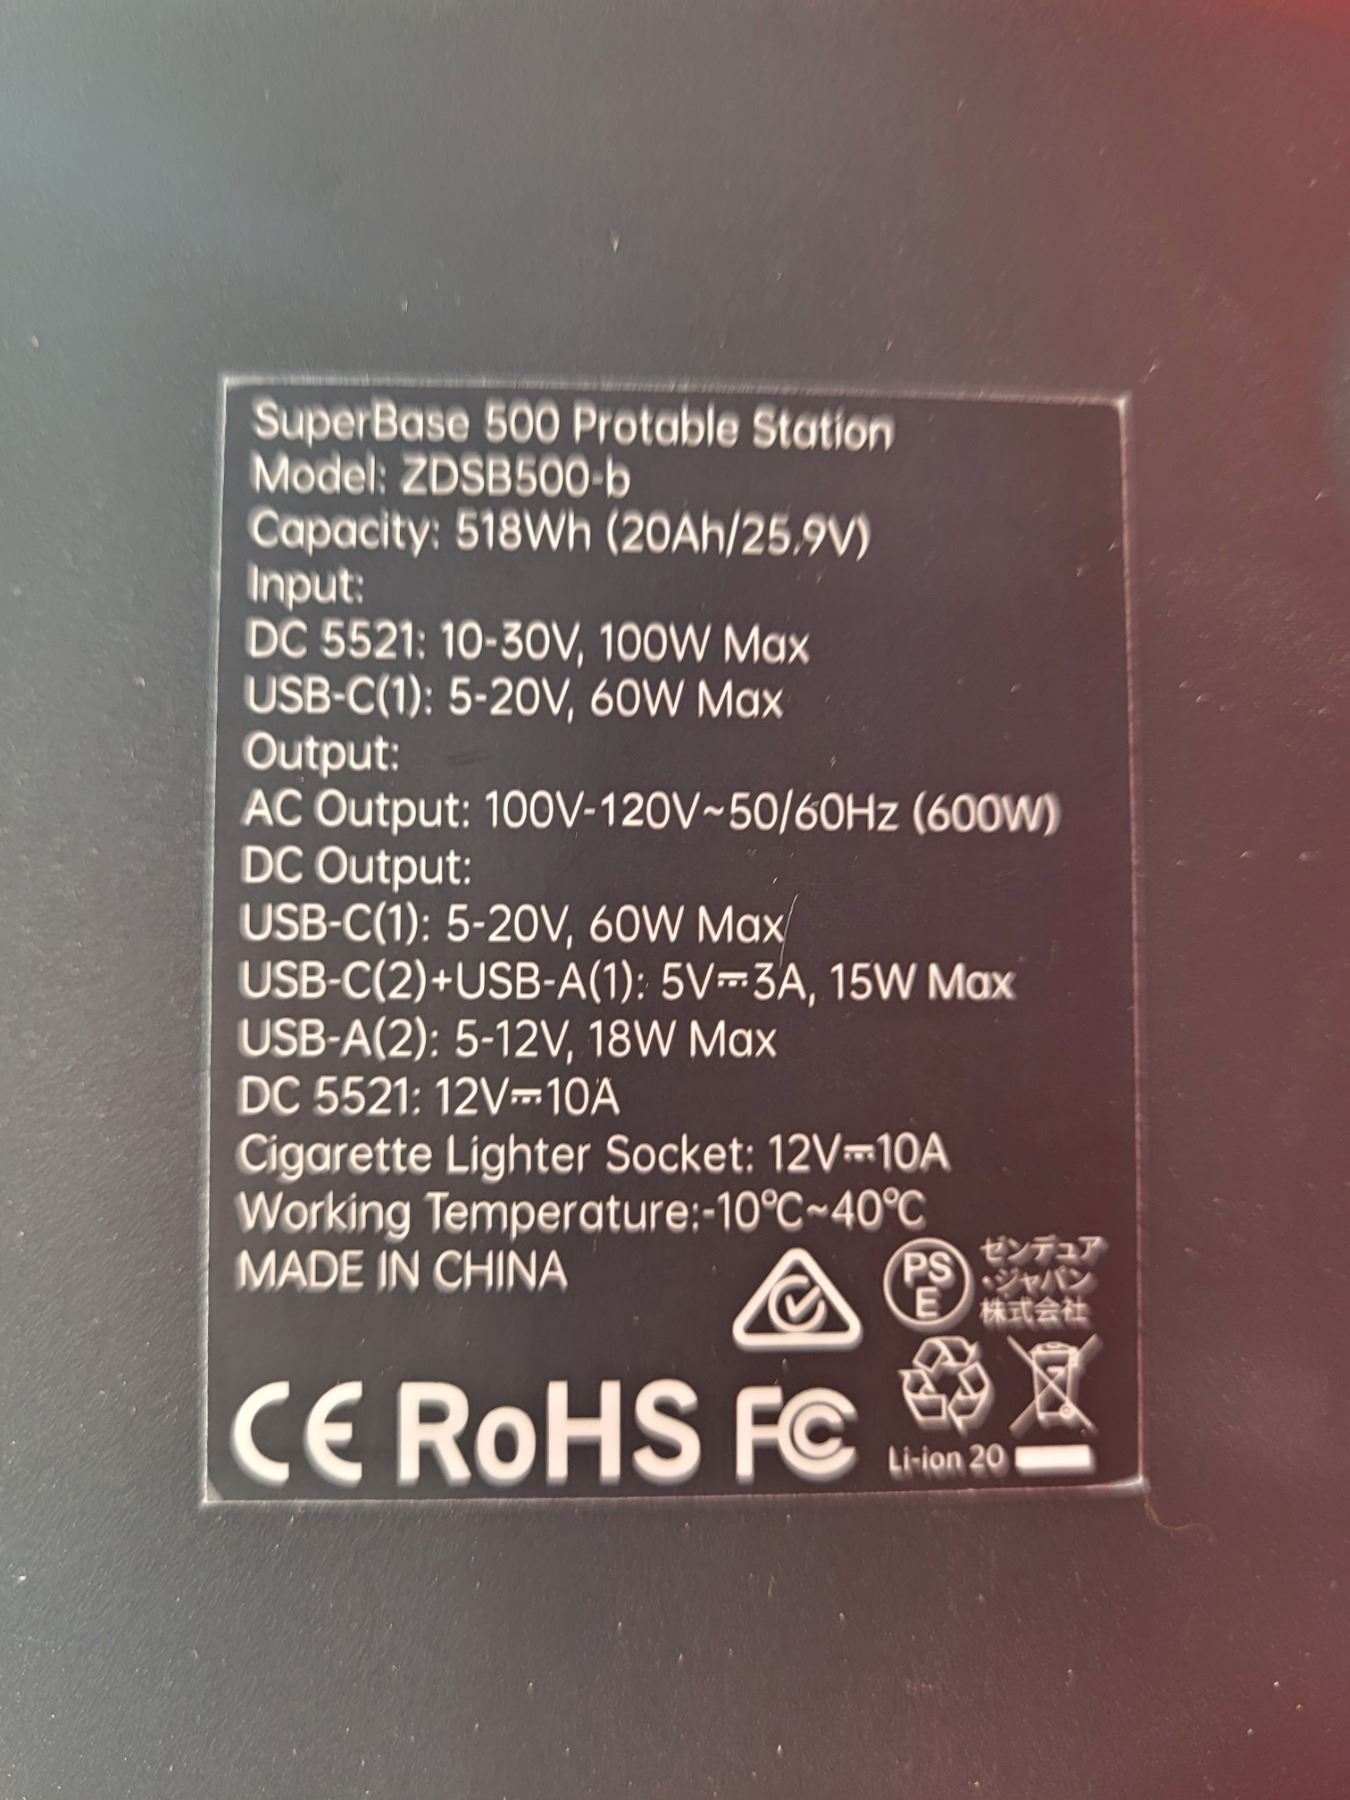 SuperBase 500 Protable Station
Model: ZDSB500-b
Capacity: 518Wh (20Ah/25.9V)
Input:
DC 5521: 10-30V, 100W Max
USB-C(1): 5-20V, 60W Max
Output:
AC Output: 100V-120V~50/60Hz (600W)
DC Output:
USB-C(1): 5-20V, 60W Max
USB-C(2)+USB-A(1): 5V⎓3A, 15W Max
USB-A(2): 5-12V, 18W Max
DC 5521: 12V⎓10A
Cigarette Lighter Socket: 12V⎓10A
Working Temperature:-10℃~40℃
MADE IN CHINA
PS
E
ゼンデュア
・ジャパン
株式会社
CE RoHS FC
Li-ion 20